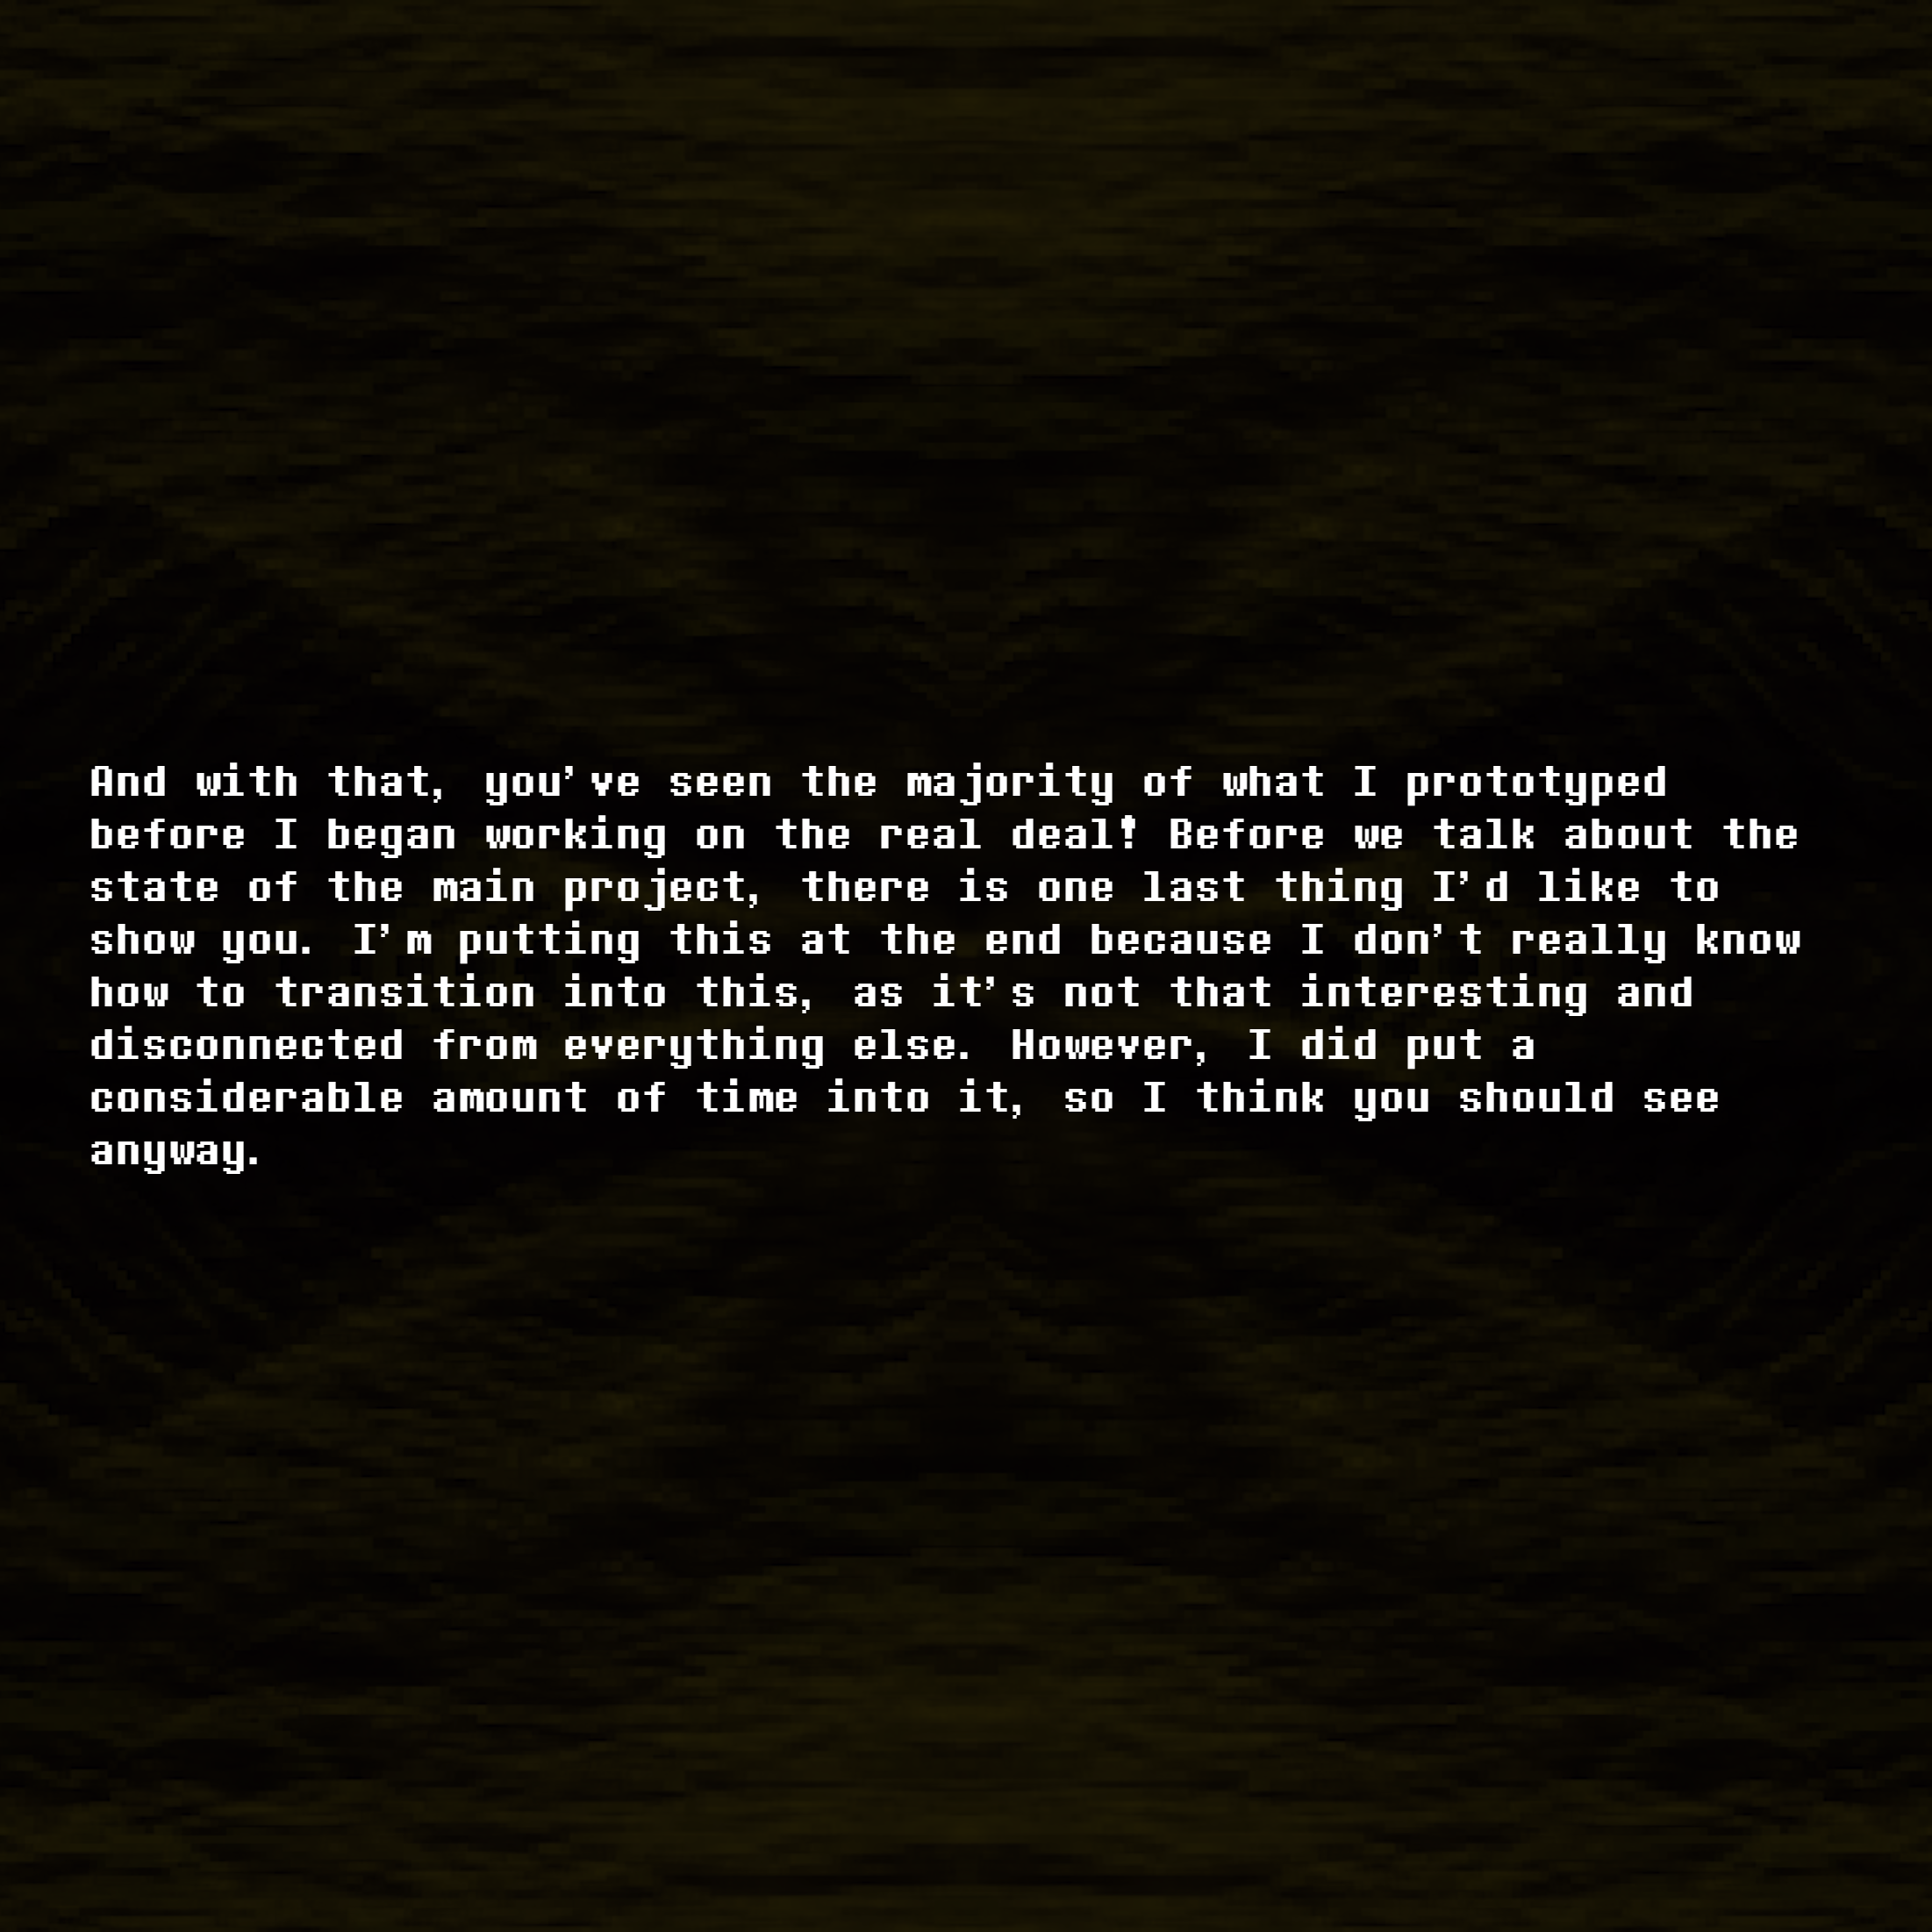 And with that, you've seen the majority of what I prototyped
before I began working on the real deal! Before we talk about the
state of the main project, there is one last thing I'd like to
show you. I'm putting this at the end because I don't really know
how to transition into this, as it's not that interesting and
disconnected from everything else. However, I did put a
considerable amount of time into it, so I think you should see
anyway.